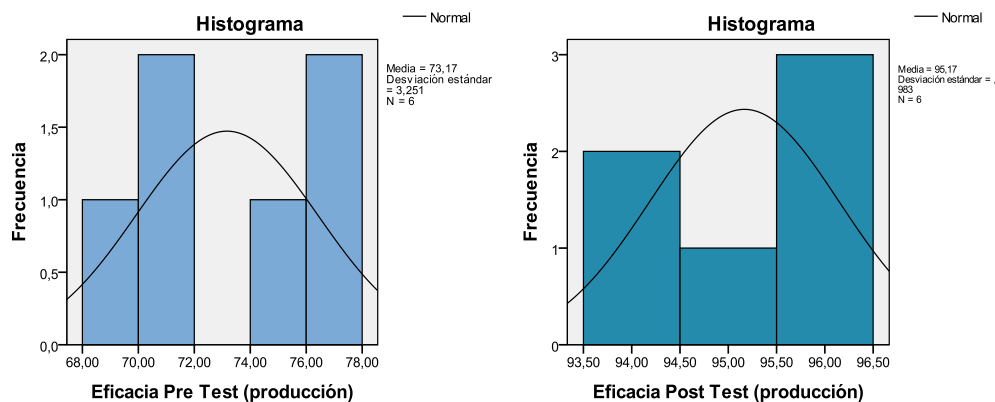 Histograma
Normal
Media = 73,17
Desviación estándar
= 3,251
N = 6
Frecuencia
2,0
1,5
1,0
0,5
0,0
68,00 70,00 72,00 74,00 76,00 78,00
Eficacia Pre Test (producción)
Histograma
Normal
Media = 95,17
Desviación estándar = ,
983
N = 6
Frecuencia
3
2
1
0
93,50 94,00 94,50 95,00 95,50 96,00 96,50
Eficacia Post Test (producción)